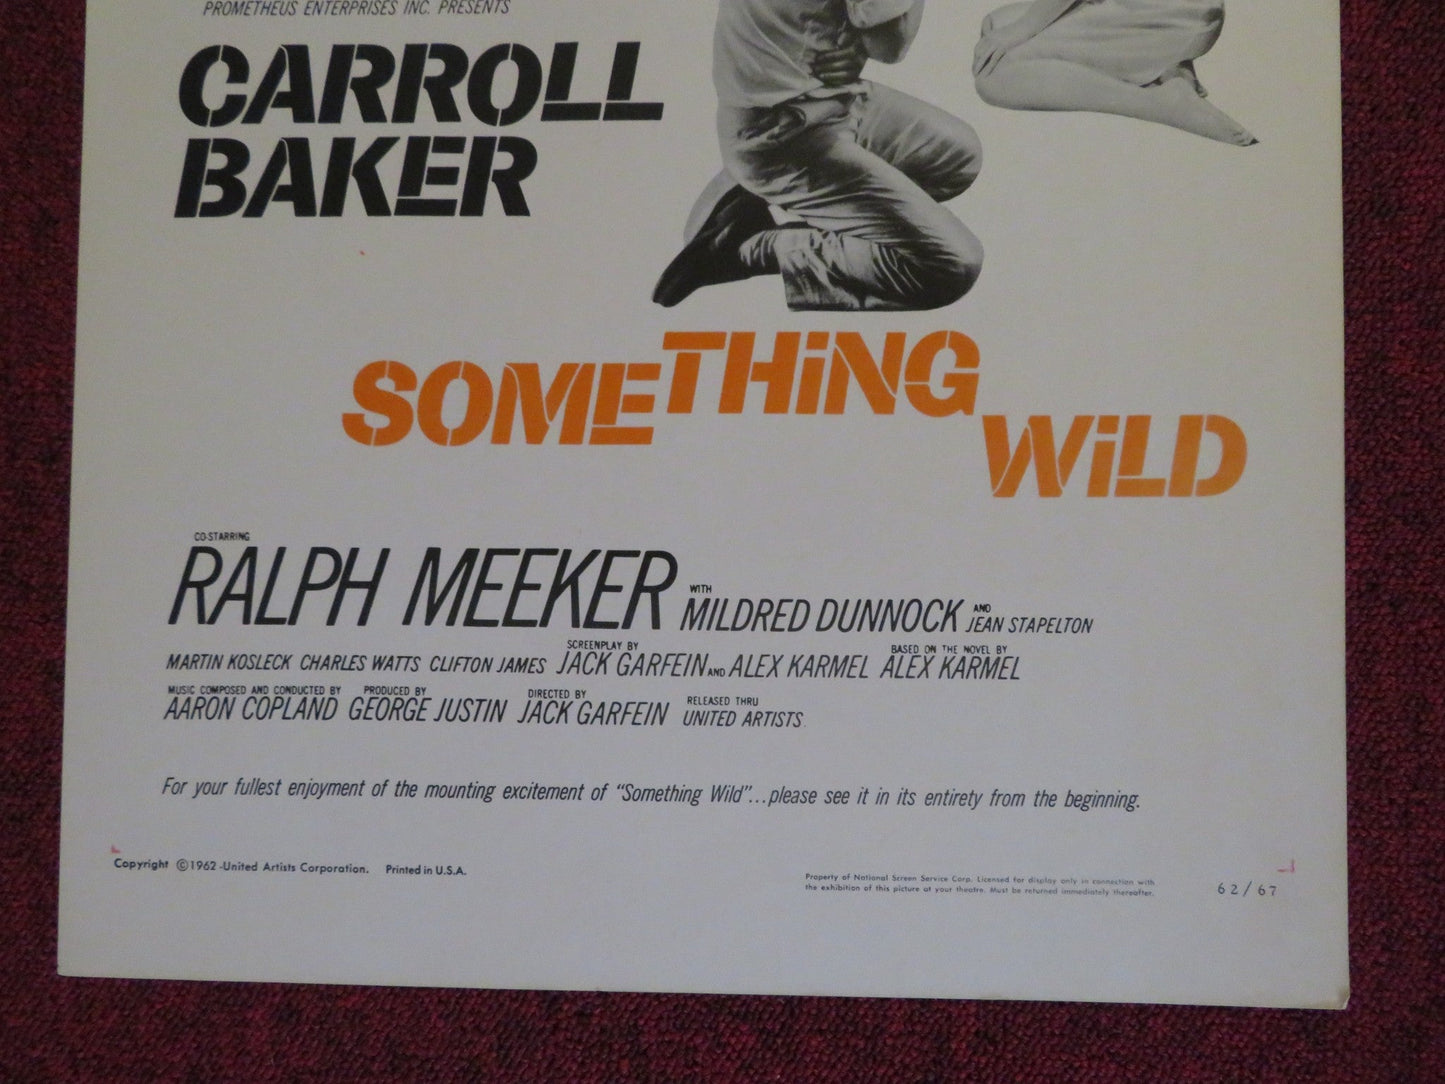 PROMETHEUS ENTERPRISES INC. PRESENTS
CARROLL
BAKER
SOMETHiNG
WiLD
CO-STARRING
RALPH MEEKER WITH MILDRED DUNNOCK AND JEAN STAPELTON
MARTIN KOSLECK CHARLES WATTS CLIFTON JAMES SCREENPLAY BY JACK GARFEIN AND ALEX KARMEL BASED ON THE NOVEL BY ALEX KARMEL
MUSIC COMPOSED AND CONDUCTED BY AARON COPLAND PRODUCED BY GEORGE JUSTIN DIRECTED BY JACK GARFEIN RELEASED THRU UNITED ARTISTS
For your fullest enjoyment of the mounting excitement of "Something Wild"...please see it in its entirety from the beginning.
Copyright ©1962-United Artists Corporation. Printed in U.S.A.
Property of National Screen Service Corp. Licensed for display only in connection with
the exhibition of this picture at your theatre. Must be returned immediately thereafter.
62/67